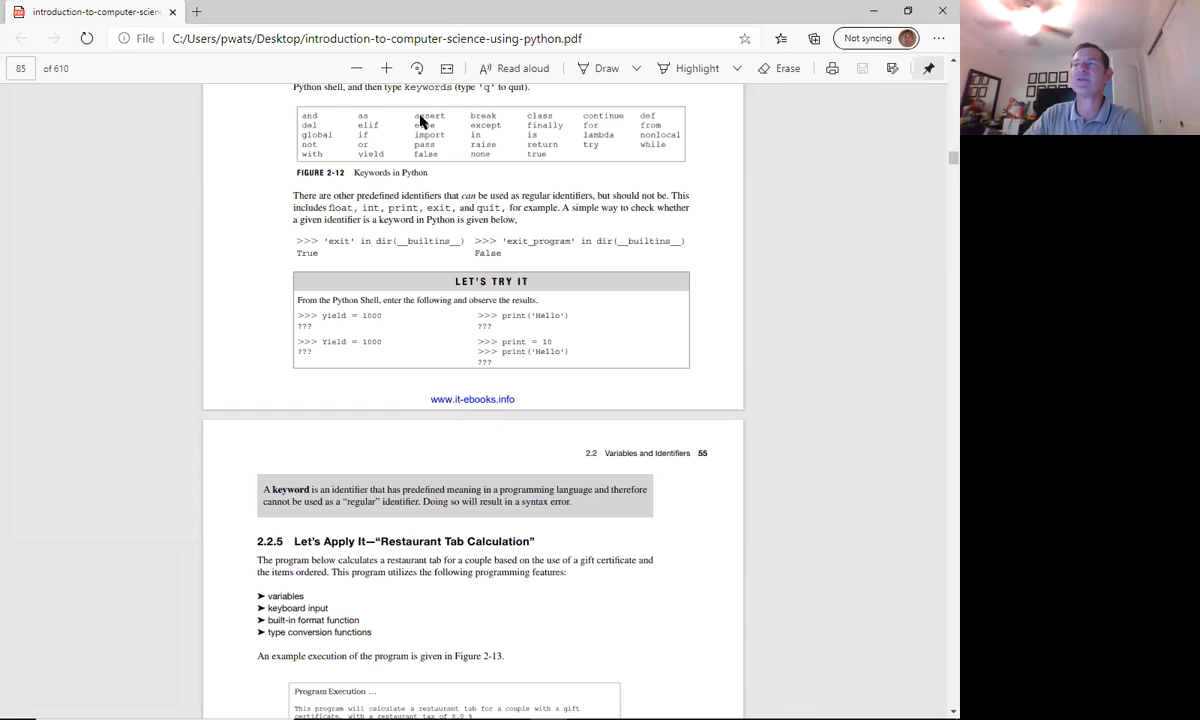 introduction-to-computer-scienc
File C:/Users/pwats/Desktop/introduction-to-computer-science-using-python.pdf Not syncing
85 of 610 Read aloud Draw Highlight Erase
Python shell, and then type keywords (type 'q' to quit).
and as assert break class continue def
del elif else except finally for from
global if import in is lambda nonlocal
not or pass raise return try while
with yield false none true
FIGURE 2-12 Keywords in Python
There are other predefined identifiers that can be used as regular identifiers, but should not be. This
includes float, int, print, exit, and quit, for example. A simple way to check whether
a given identifier is a keyword in Python is given below,
>>> 'exit' in dir(__builtins__) >>> 'exit_program' in dir(__builtins__)
True False
LET'S TRY IT
From the Python Shell, enter the following and observe the results.
>>> yield = 1000 >>> print('Hello')
??? ???
>>> Yield = 1000 >>> print = 10
??? >>> print('Hello')
???
www.it-ebooks.info
2.2 Variables and Identifiers 55
A keyword is an identifier that has predefined meaning in a programming language and therefore
cannot be used as a “regular” identifier. Doing so will result in a syntax error.
2.2.5 Let’s Apply It—“Restaurant Tab Calculation”
The program below calculates a restaurant tab for a couple based on the use of a gift certificate and
the items ordered. This program utilizes the following programming features:
➤ variables
➤ keyboard input
➤ built-in format function
➤ type conversion functions
An example execution of the program is given in Figure 2-13.
Program Execution ...
This program will calculate a restaurant tab for a couple with a gift
certificate, with a restaurant tax of 8.0 %